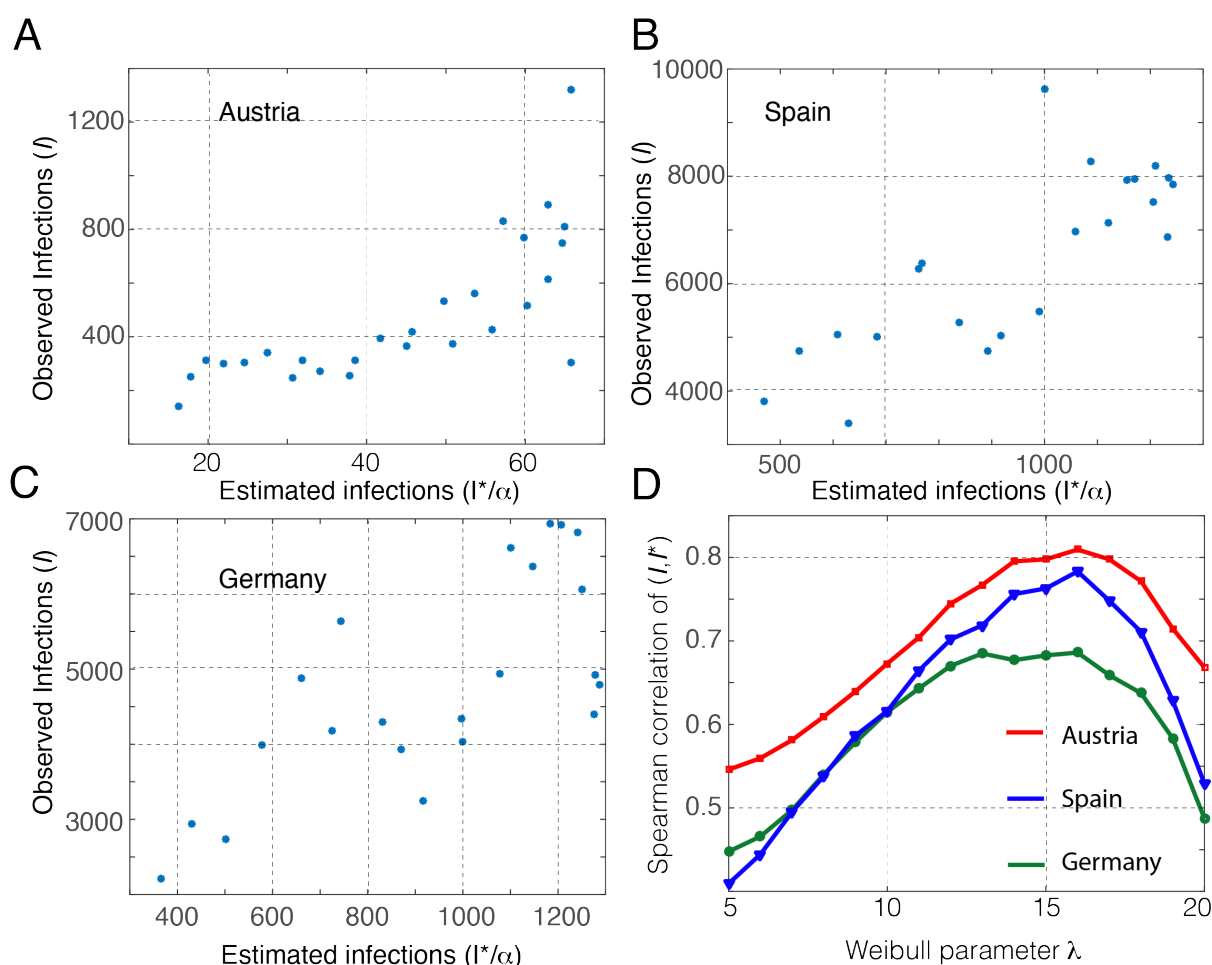 A
Austria
1200
800
400
20
40
60
Observed Infections (I)
Estimated infections (I*/α)
B
Spain
10000
8000
6000
4000
500
1000
Observed Infections (I)
Estimated infections (I*/α)
C
Germany
7000
5000
3000
400
600
800
1000
1200
Observed Infections (I)
Estimated infections (I*/α)
D
0.8
0.7
0.6
0.5
5
10
15
20
Spearman correlation of (I,I*)
Austria
Spain
Germany
Weibull parameter λ